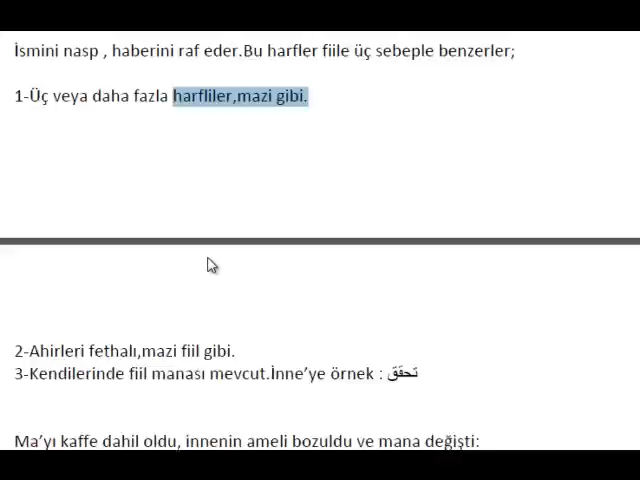 İsmini nasp , haberini raf eder.Bu harfler fiile üç sebeple benzerler;
1-Üç veya daha fazla harfliler,mazi gibi.
2-Ahirleri fethalı,mazi fiil gibi.
3-Kendilerinde fiil manası mevcut.İnne’ye örnek : تحقَقَ
Ma’yı kaffe dahil oldu, innenin ameli bozuldu ve mana değişti: